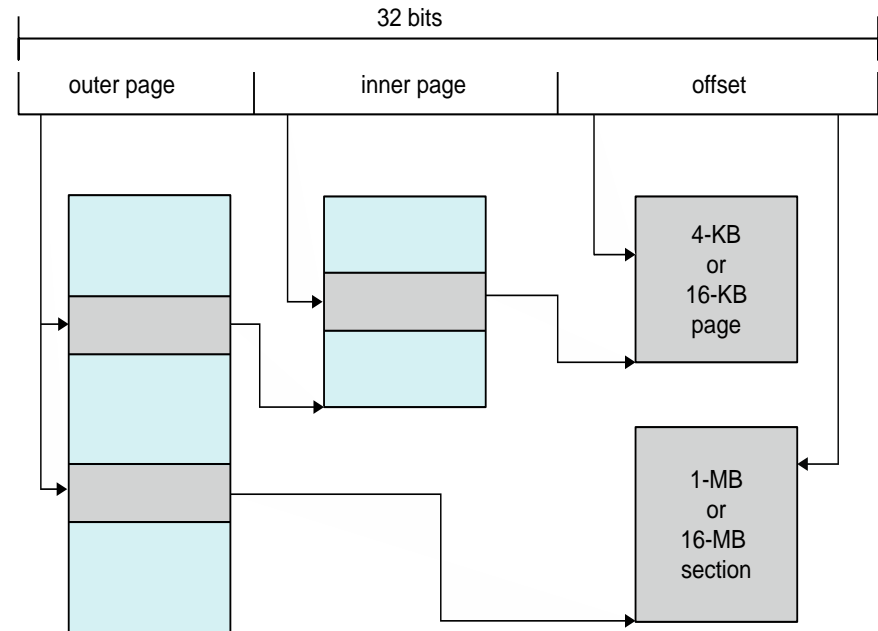 32 bits
outer page
inner page
offset
4-KB
or
16-KB
page
1-MB
or
16-MB
section